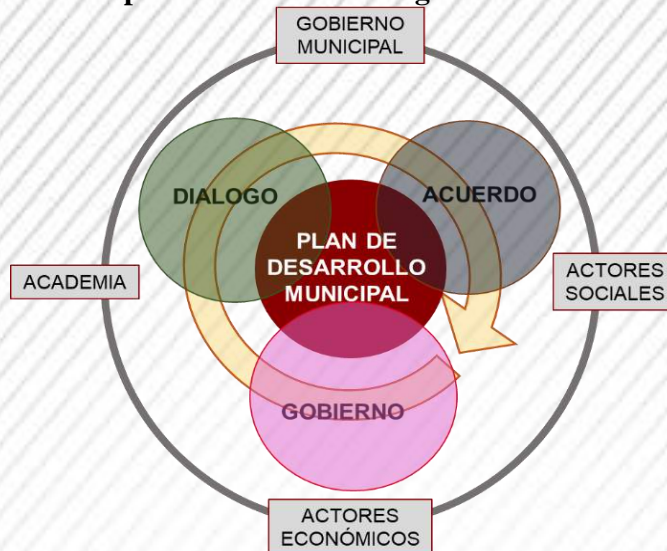 GOBIERNO
MUNICIPAL
DIALOGO
ACUERDO
PLAN DE
DESARROLLO
MUNICIPAL
ACADEMIA
ACTORES
SOCIALES
GOBIERNO
ACTORES
ECONÓMICOS